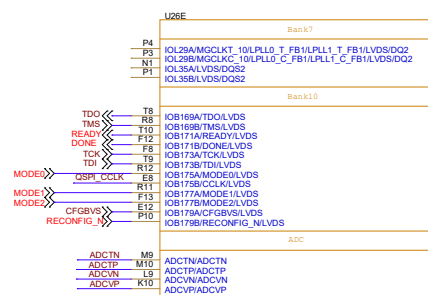 U26E
Bank7
P4 IOL29A/MGCLKT_10/LPLL0_T_FB1/LPLL1_T_FB1/LVDS/DQ2
P3 IOL29B/MGCLKC_10/LPLL0_C_FB1/LPLL1_C_FB1/LVDS/DQ2
N1 IOL35A/LVDS/DQS2
P1 IOL35B/LVDS/DQS2
Bank10
TDO T8 IOB169A/TDO/LVDS
TMS R8 IOB169B/TMS/LVDS
READY T10 IOB171A/READY/LVDS
DONE F12 IOB171B/DONE/LVDS
TCK F8 IOB173A/TCK/LVDS
TDI T9 IOB173B/TDI/LVDS
MODE0 R12 IOB175A/MODE0/LVDS
QSPI_CCLK E8 IOB175B/CCLK/LVDS
MODE1 R11 IOB177A/MODE1/LVDS
MODE2 F13 IOB177B/MODE2/LVDS
CFGBVS E12 IOB179A/CFGBVS/LVDS
RECONFIG_N P10 IOB179B/RECONFIG_N/LVDS
ADC
ADCTN M9 ADCTN/ADCTN
ADCTP M10 ADCTP/ADCTP
ADCVN L9 ADCVN/ADCVN
ADCVP K10 ADCVP/ADCVP